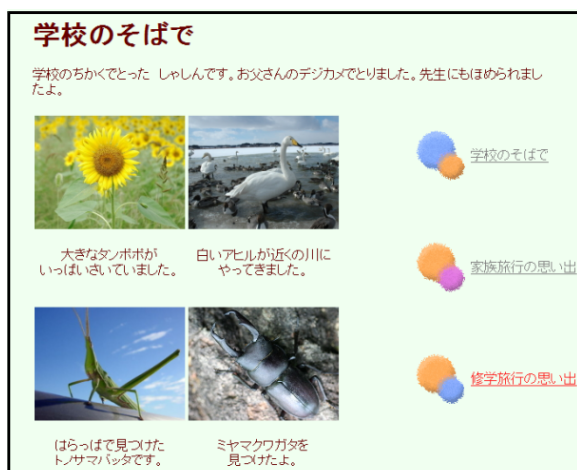 学校のそばで
学校のちかくでとった しゃしんです。お父さんのデジカメでとりました。先生にもほめられまし
たよ。
大きなタンポポが
いっぱいさいていました。
白いアヒルが近くの川に
やってきました。
はらっぱで見つけた
トノサマバッタです。
ミヤマクワガタを
見つけたよ。
学校のそばで
家族旅行の思い出
修学旅行の思い出